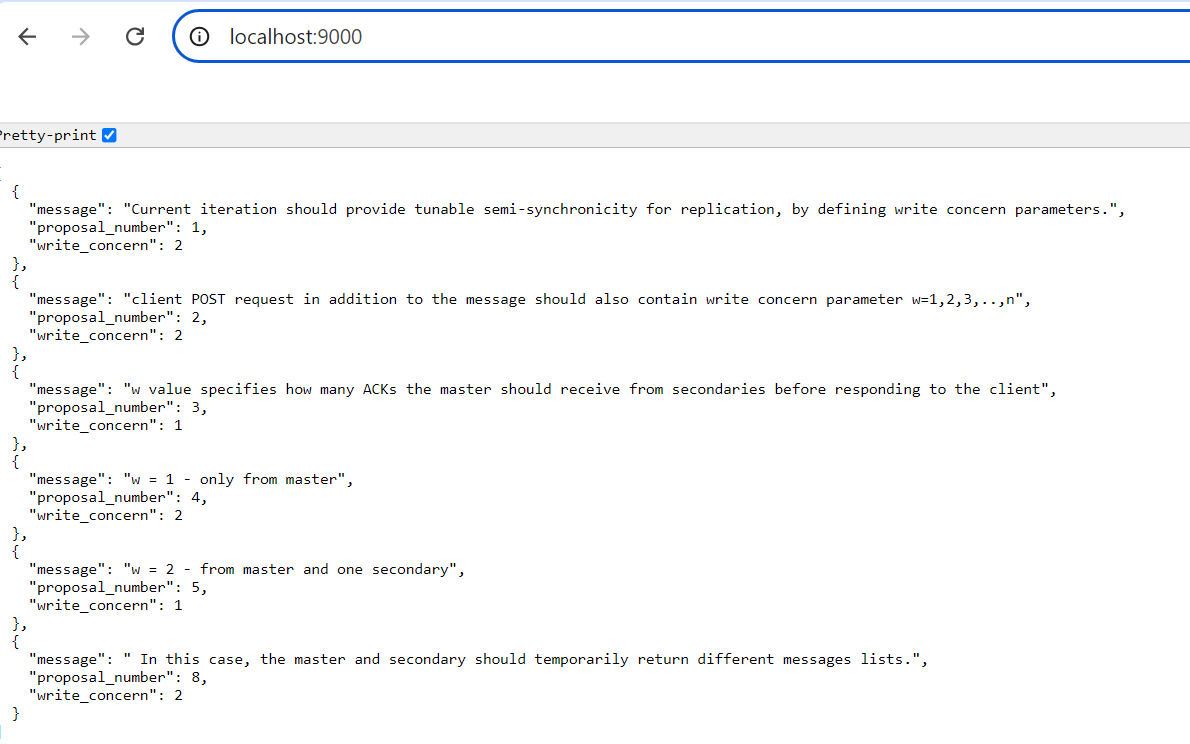 localhost:9000
Pretty-print
{
"message": "Current iteration should provide tunable semi-synchronicity for replication, by defining write concern parameters.",
"proposal_number": 1,
"write_concern": 2
},
{
"message": "client POST request in addition to the message should also contain write concern parameter w=1,2,3,..,n",
"proposal_number": 2,
"write_concern": 2
},
{
"message": "w value specifies how many ACKs the master should receive from secondaries before responding to the client",
"proposal_number": 3,
"write_concern": 1
},
{
"message": "w = 1 - only from master",
"proposal_number": 4,
"write_concern": 2
},
{
"message": "w = 2 - from master and one secondary",
"proposal_number": 5,
"write_concern": 1
},
{
"message": " In this case, the master and secondary should temporarily return different messages lists.",
"proposal_number": 8,
"write_concern": 2
}